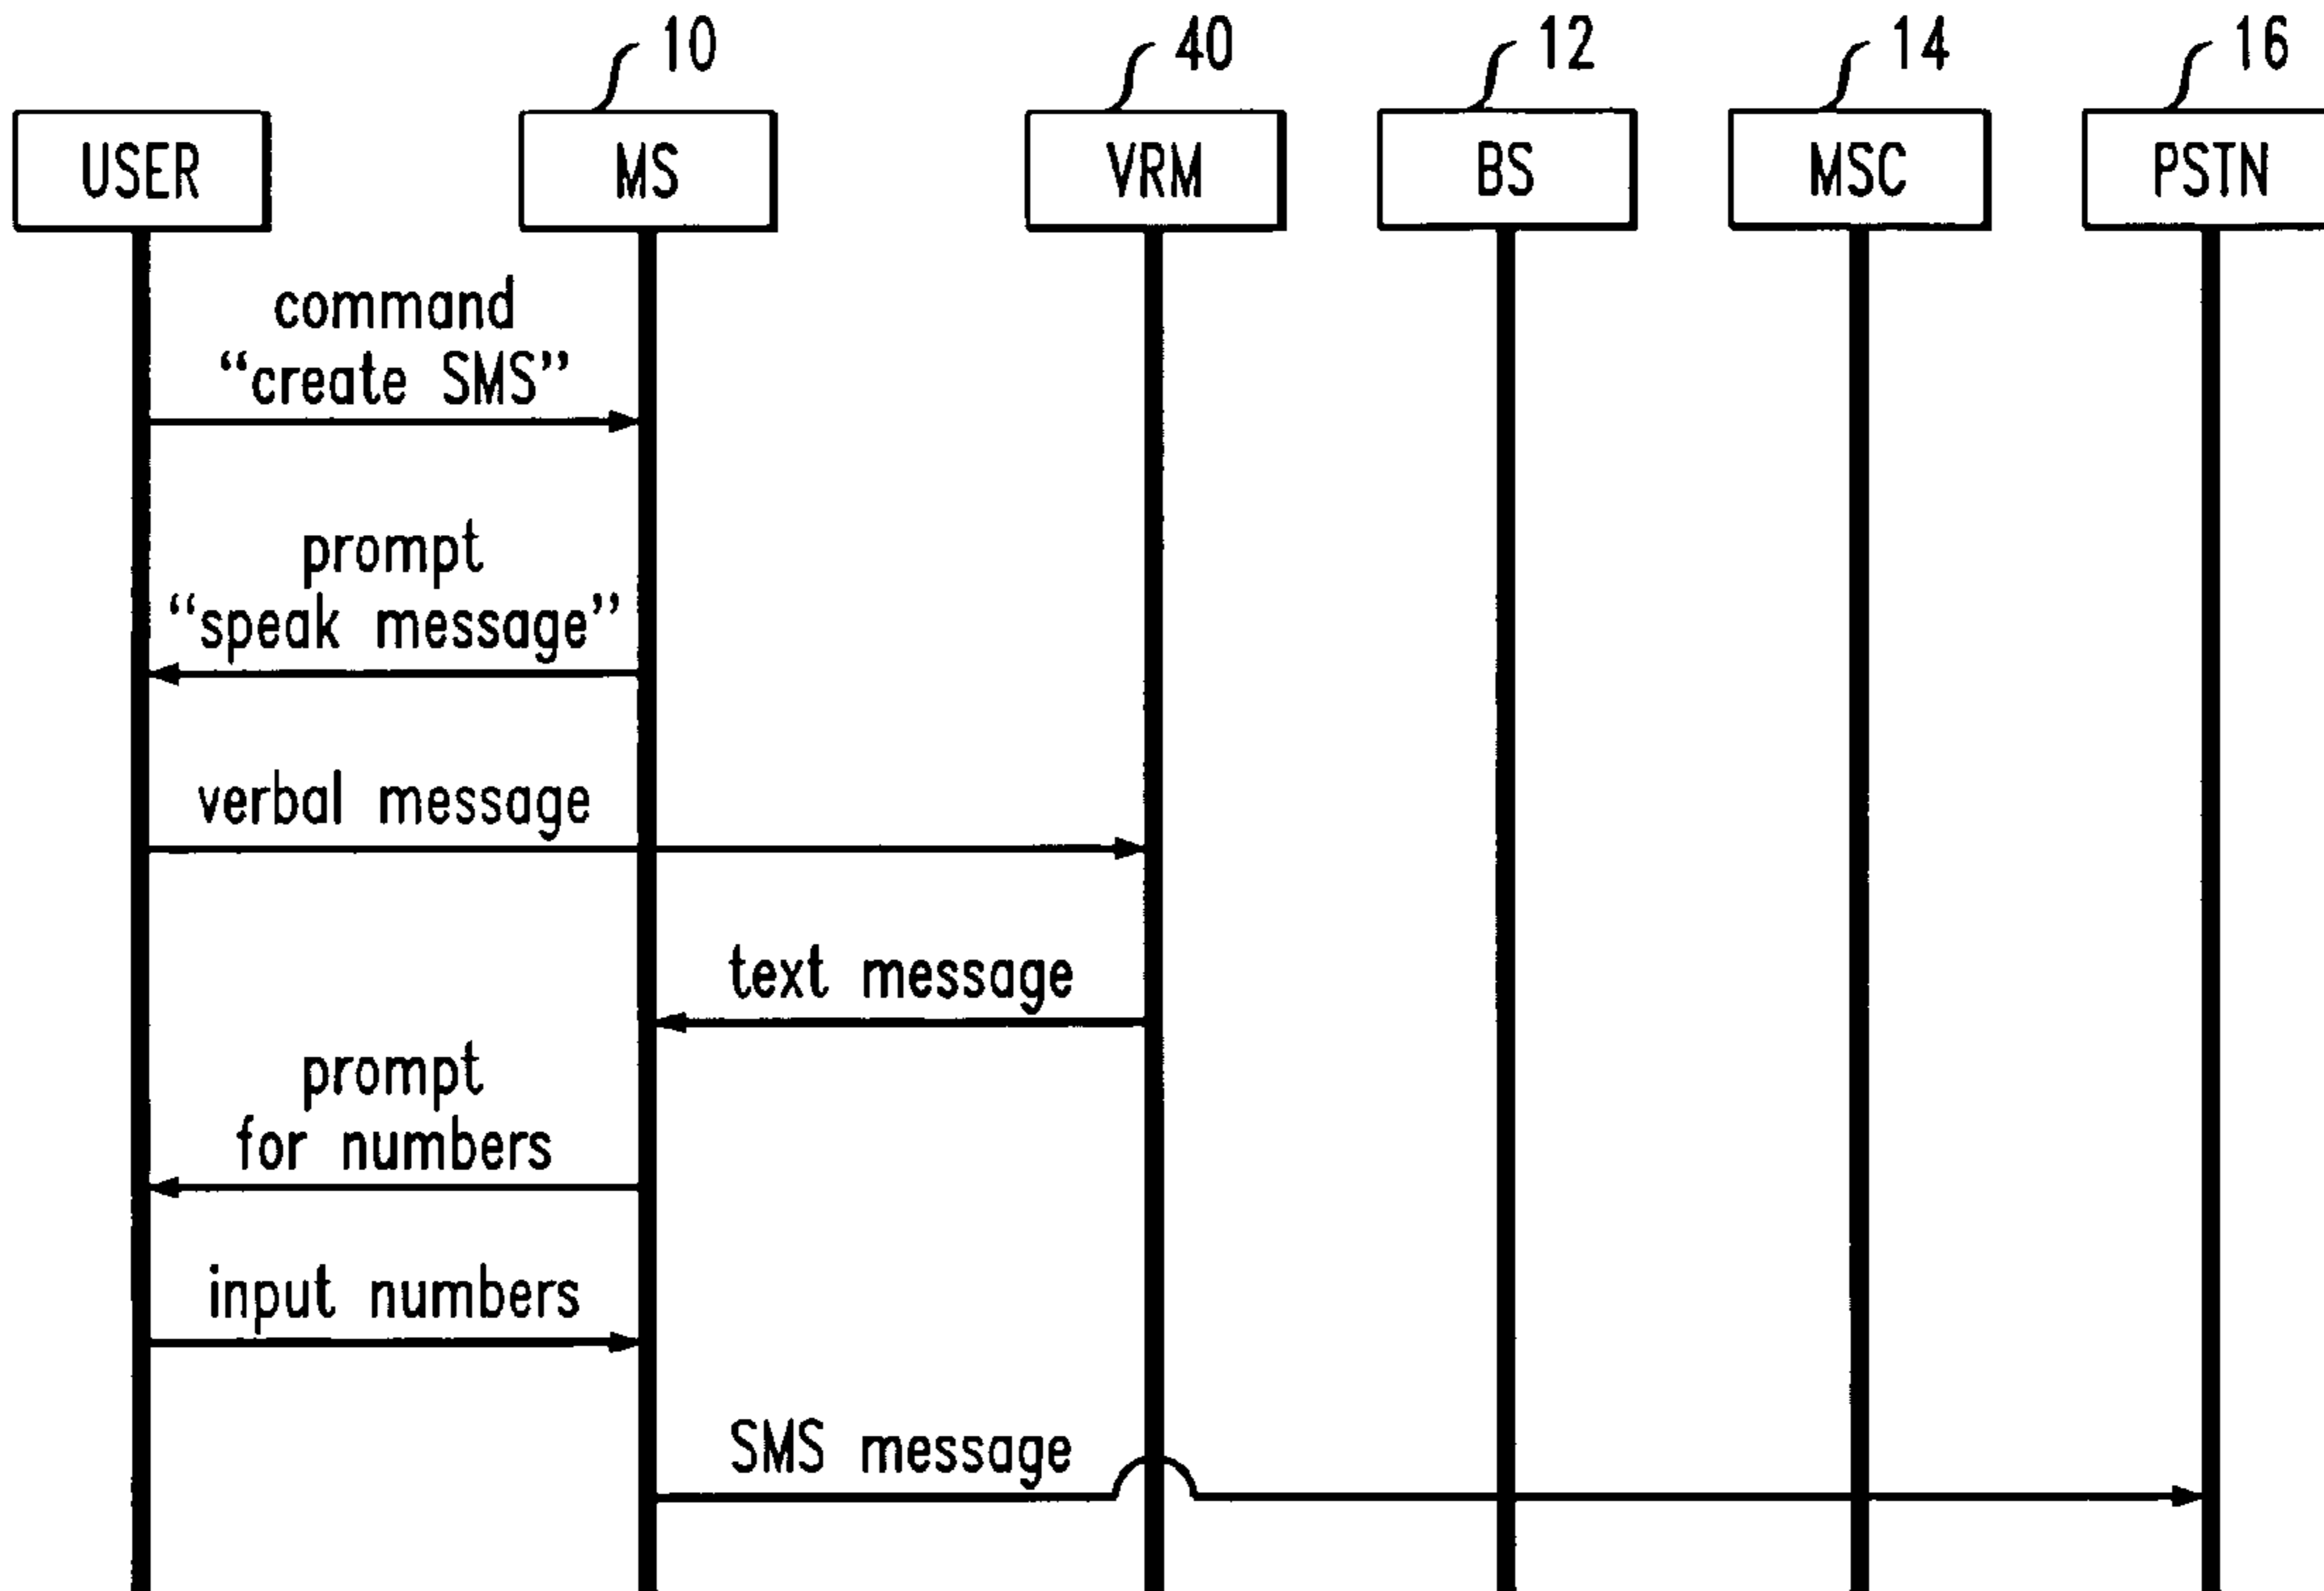 10 40 12 14 16
USER MS VRM BS MSC PSTN
command
“create SMS”
prompt
“speak message”
verbal message
text message
prompt
for numbers
input numbers
SMS message